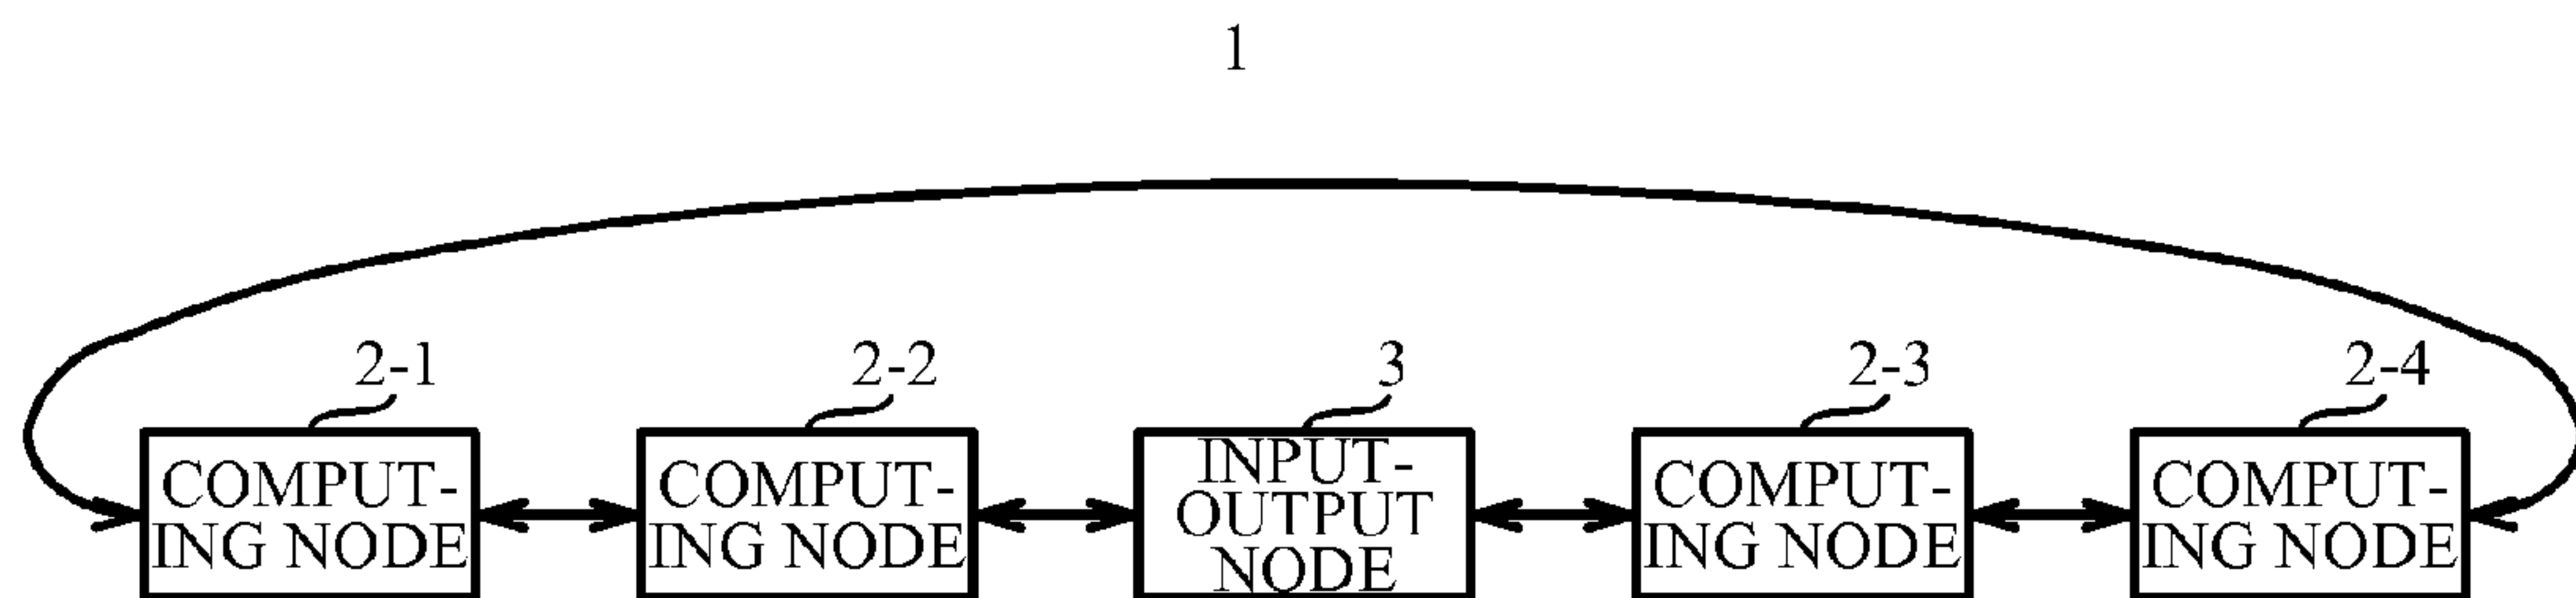 1
2-1
2-2
3
2-3
2-4
COMPUT-
ING NODE
COMPUT-
ING NODE
INPUT-
OUTPUT
NODE
COMPUT-
ING NODE
COMPUT-
ING NODE